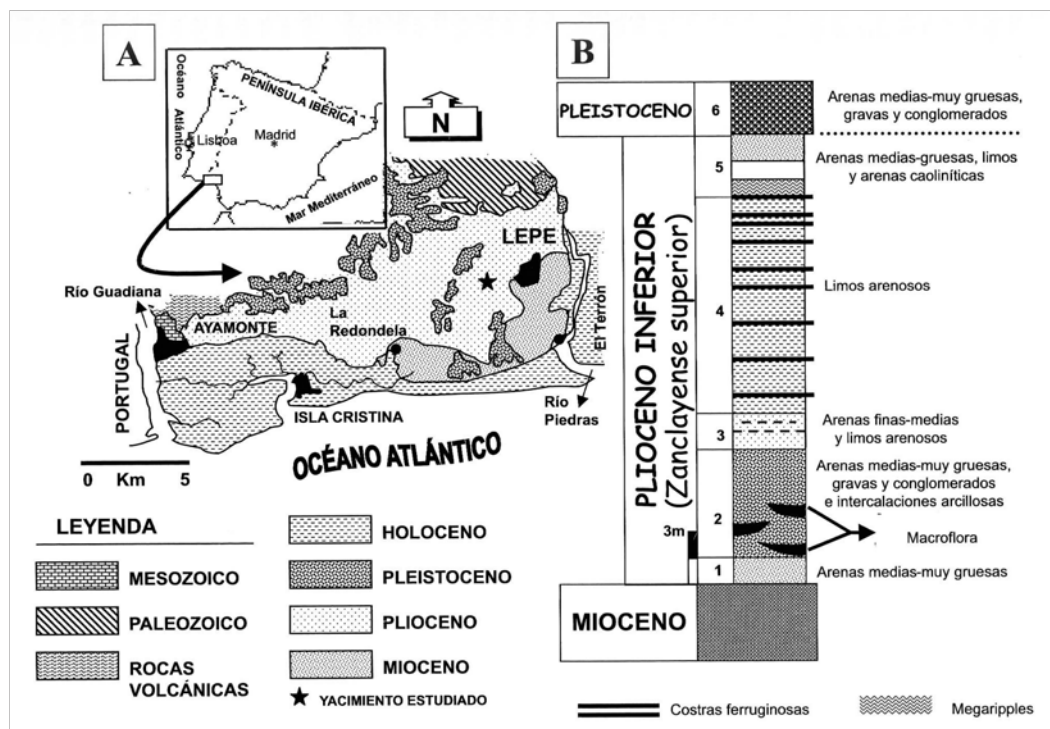 A
Océano Atlántico
PENÍNSULA IBÉRICA
Lisboa
Madrid
Mar Mediterráneo
N
LEPE
Río Guadiana
AYAMONTE
La
Redondela
El Terrón
PORTUGAL
ISLA CRISTINA
Río
Piedras
OCÉANO ATLÁNTICO
0 Km 5
LEYENDA
MESOZOICO
PALEOZOICO
ROCAS
VOLCÁNICAS
HOLOCENO
PLEISTOCENO
PLIOCENO
MIOCENO
YACIMIENTO ESTUDIADO
B
PLEISTOCENO
6
Arenas medias-muy gruesas,
gravas y conglomerados
PLIOCENO INFERIOR
(Zanclayense superior)
5
Arenas medias-gruesas, limos
y arenas caoliníticas
4
Limos arenosos
3
Arenas finas-medias
y limos arenosos
2
Arenas medias-muy gruesas,
gravas y conglomerados
e intercalaciones arcillosas
3m
Macroflora
1
Arenas medias-muy gruesas
MIOCENO
Costras ferruginosas
Megaripples